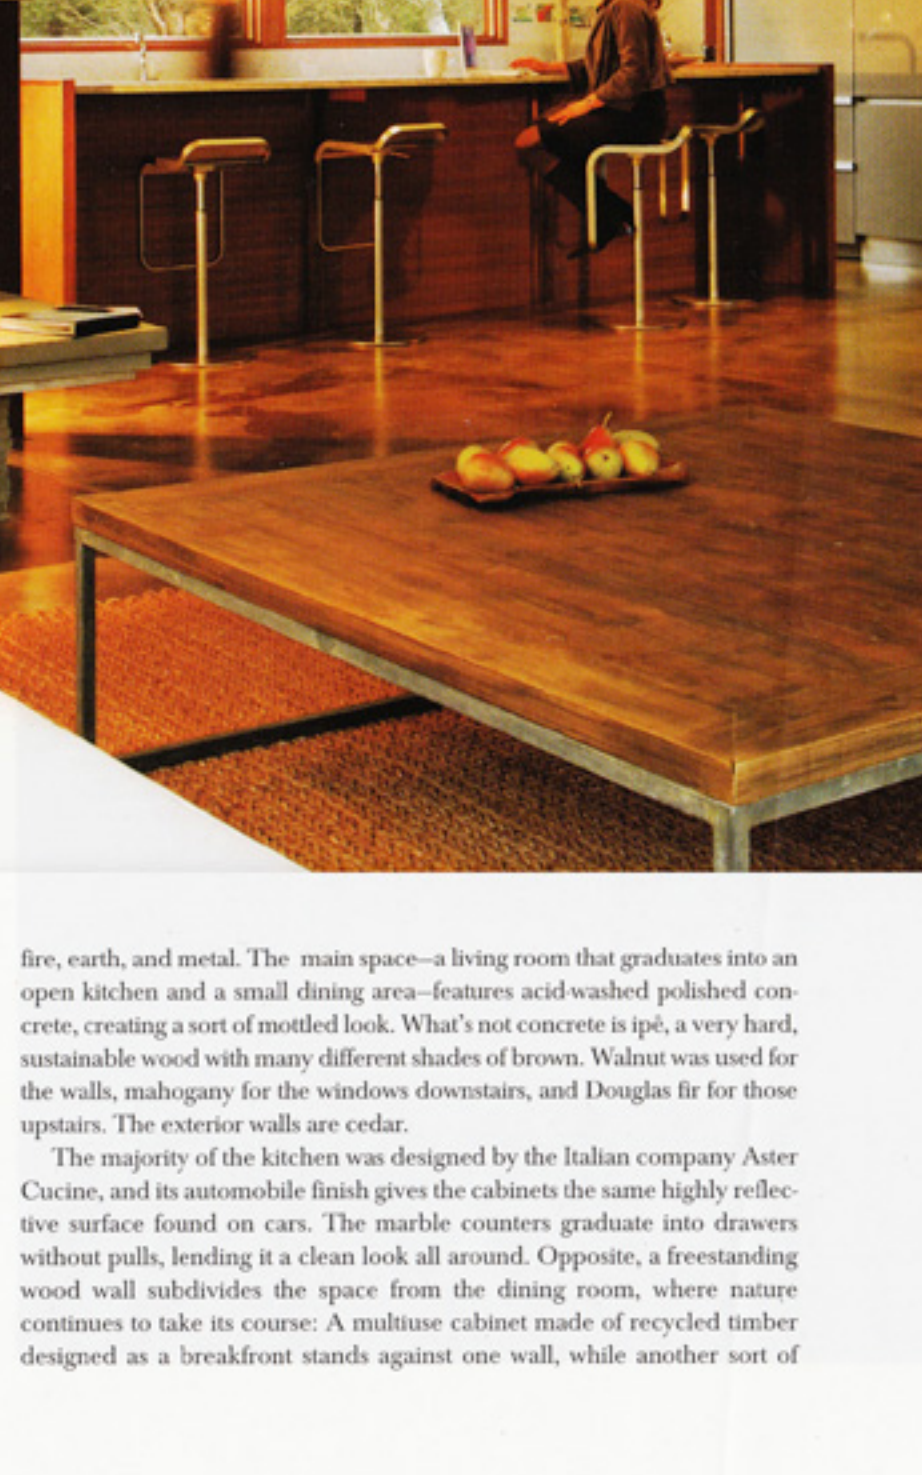 fire, earth, and metal. The main space—a living room that graduates into an
open kitchen and a small dining area—features acid-washed polished con-
crete, creating a sort of mottled look. What's not concrete is ipê, a very hard,
sustainable wood with many different shades of brown. Walnut was used for
the walls, mahogany for the windows downstairs, and Douglas fir for those
upstairs. The exterior walls are cedar.
The majority of the kitchen was designed by the Italian company Aster
Cucine, and its automobile finish gives the cabinets the same highly reflec-
tive surface found on cars. The marble counters graduate into drawers
without pulls, lending it a clean look all around. Opposite, a freestanding
wood wall subdivides the space from the dining room, where nature
continues to take its course: A multiuse cabinet made of recycled timber
designed as a breakfront stands against one wall, while another sort of